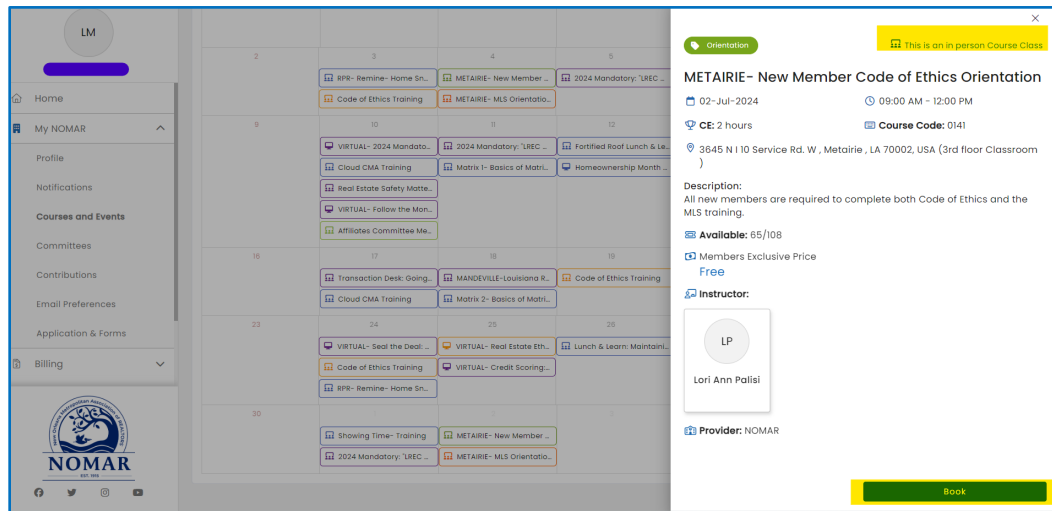 LM
Home
My NOMAR
Profile
Notifications
Courses and Events
Committees
Contributions
Email Preferences
Application & Forms
Billing
New Orleans Metropolitan Association of REALTORS
NOMAR
2 3 4 5
RPR- Remine- Home Sn... METAIRIE- New Member ... 2024 Mandatory: "LREC ...
Code of Ethics Training METAIRIE- MLS Orientatio...
9 10 11 12
VIRTUAL- 2024 Mandato... 2024 Mandatory: "LREC ... Fortified Roof Lunch & Le...
Cloud CMA Training Matrix 1- Basics of Matri... Homeownership Month ...
Real Estate Safety Matte...
VIRTUAL- Follow the Mon...
Affiliates Committee Me...
16 17 18 19
Transaction Desk: Going... MANDEVILLE-Louisiana R... Code of Ethics Training
Cloud CMA Training Matrix 2- Basics of Matri...
23 24 25 26
VIRTUAL- Seal the Deal: ... VIRTUAL- Real Estate Eth... Lunch & Learn: Maintaini...
Code of Ethics Training VIRTUAL- Credit Scoring:...
RPR- Remine- Home Sn...
30
Showing Time- Training METAIRIE- New Member ...
2024 Mandatory: "LREC ... METAIRIE- MLS Orientatio...
Orientation
This is an in person Course Class
METAIRIE- New Member Code of Ethics Orientation
02-Jul-2024 09:00 AM - 12:00 PM
CE: 2 hours Course Code: 0141
3645 N I 10 Service Rd. W , Metairie , LA 70002, USA (3rd floor Classroom
)
Description:
All new members are required to complete both Code of Ethics and the
MLS training.
Available: 65/108
Members Exclusive Price
Free
Instructor:
LP
Lori Ann Palisi
Provider: NOMAR
Book